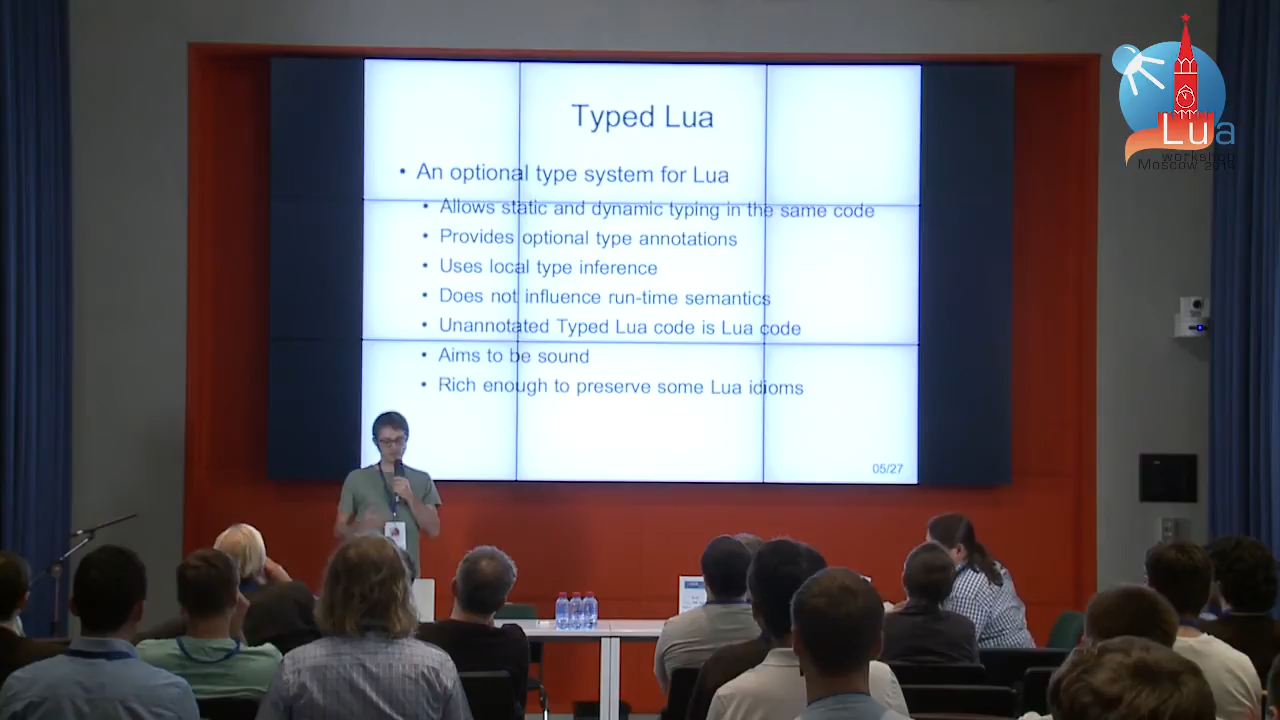 Typed Lua
• An optional type system for Lua
• Allows static and dynamic typing in the same code
• Provides optional type annotations
• Uses local type inference
• Does not influence run-time semantics
• Unannotated Typed Lua code is Lua code
• Aims to be sound
• Rich enough to preserve some Lua idioms
05/27
Lua
workshop
Moscow 2014